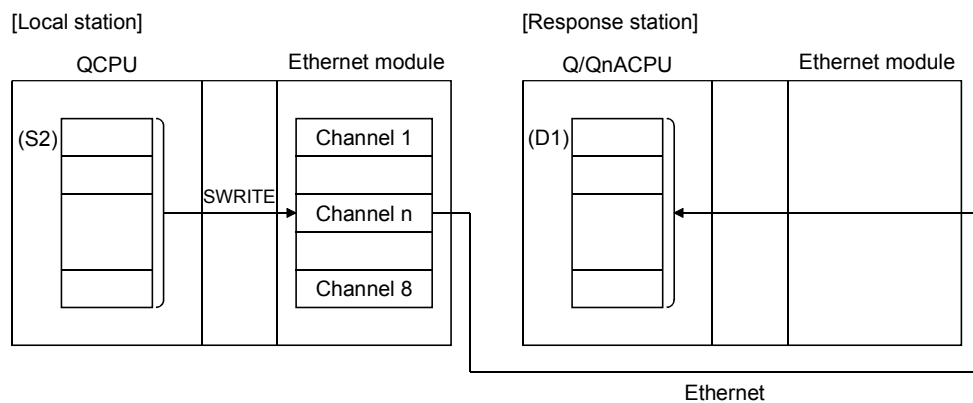 [Local station]
[Response station]
QCPU
Ethernet module
Q/QnACPU
Ethernet module
(S2)
Channel 1
(D1)
SWRITE
Channel n
Channel 8
Ethernet